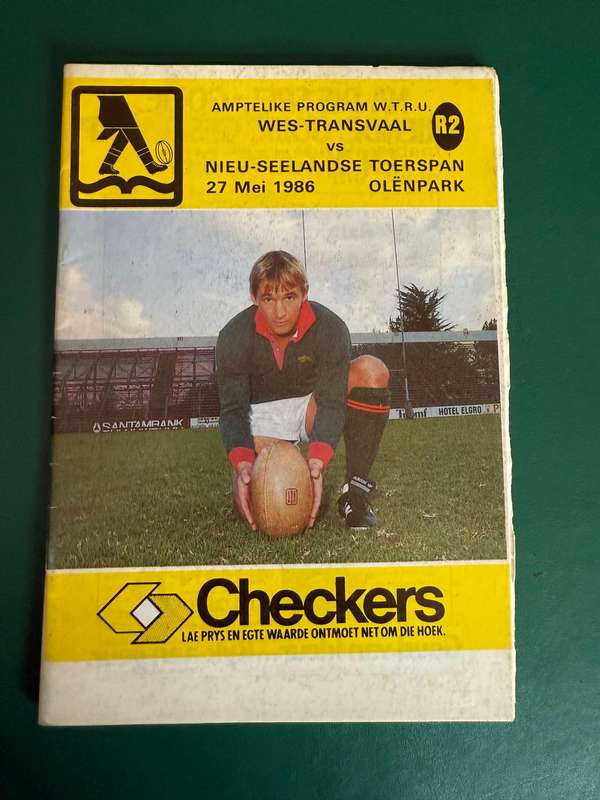 AMPTELIKE PROGRAM W.T.R.U.
WES-TRANSVAAL
R2
vs
NIEU-SEELANDSE TOERSPAN
27 Mei 1986 OLËNPARK
SANTAMBANK
HOTEL ELGRO
Checkers
LAE PRYS EN EGTE WAARDE ONTMOET NET OM DIE HOEK.